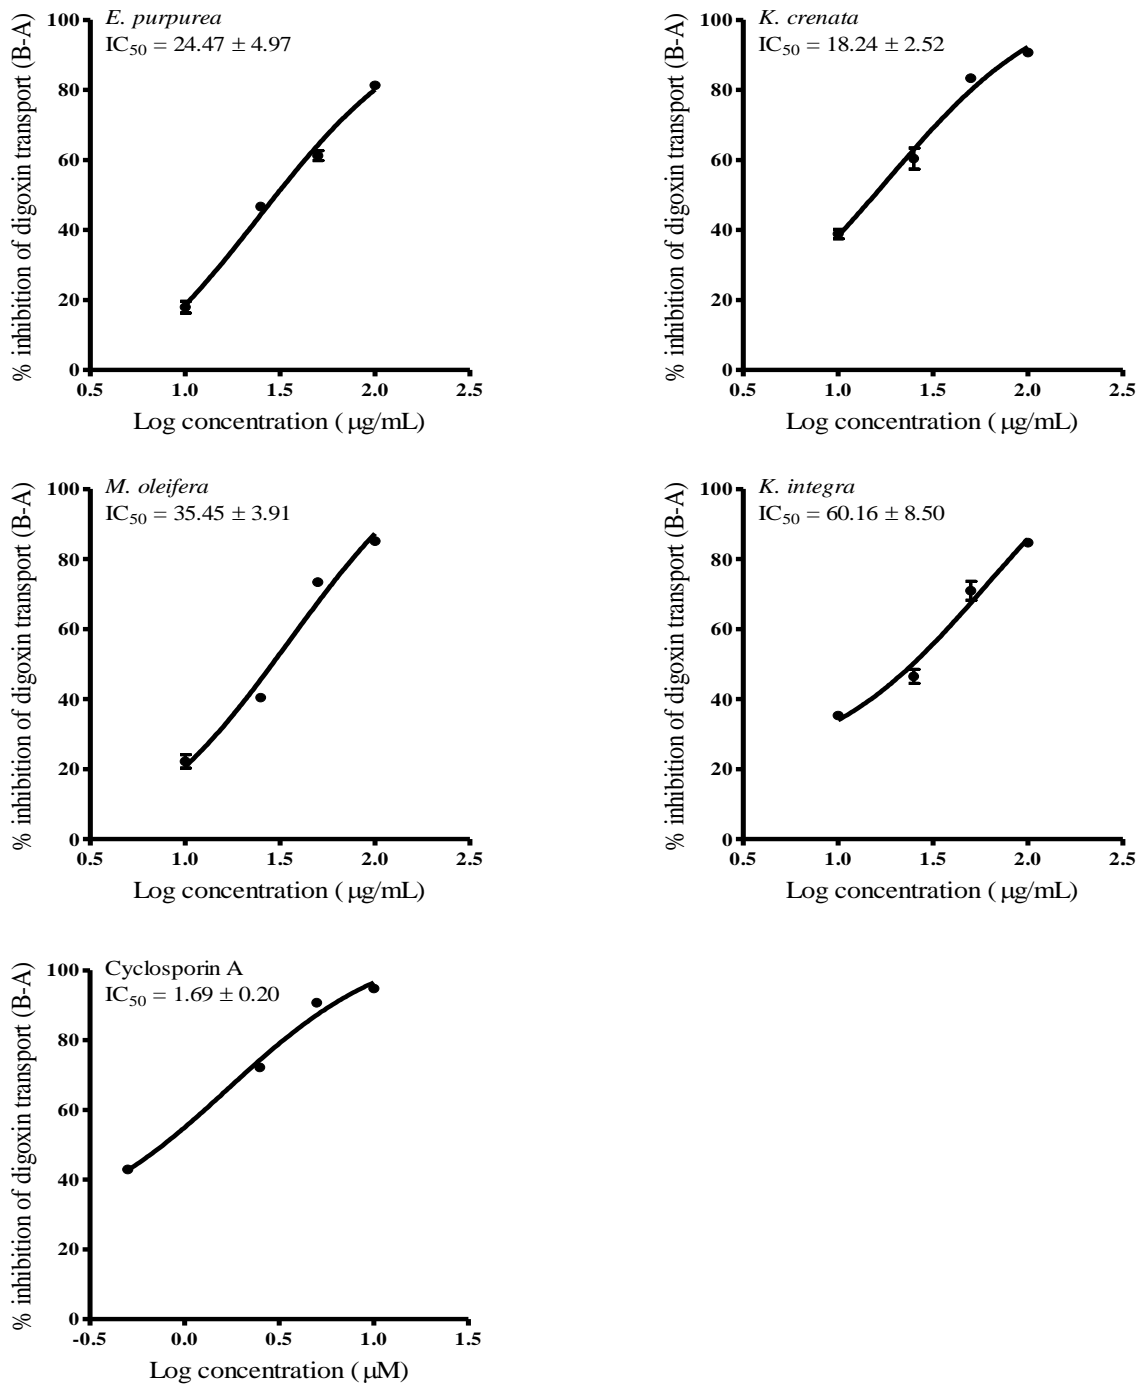 E. purpurea
IC50 = 24.47 ± 4.97
% inhibition of digoxin transport (B-A)
100
80
60
40
20
0
0.5 1.0 1.5 2.0 2.5
Log concentration ( µg/mL)
K. crenata
IC50 = 18.24 ± 2.52
% inhibition of digoxin transport (B-A)
100
80
60
40
20
0
0.5 1.0 1.5 2.0 2.5
Log concentration ( µg/mL)
M. oleifera
IC50 = 35.45 ± 3.91
% inhibition of digoxin transport (B-A)
100
80
60
40
20
0
0.5 1.0 1.5 2.0 2.5
Log concentration ( µg/mL)
K. integra
IC50 = 60.16 ± 8.50
% inhibition of digoxin transport (B-A)
100
80
60
40
20
0
0.5 1.0 1.5 2.0 2.5
Log concentration ( µg/mL)
Cyclosporin A
IC50 = 1.69 ± 0.20
% inhibition of digoxin transport (B-A)
100
80
60
40
20
0
-0.5 0.0 0.5 1.0 1.5
Log concentration ( µM)